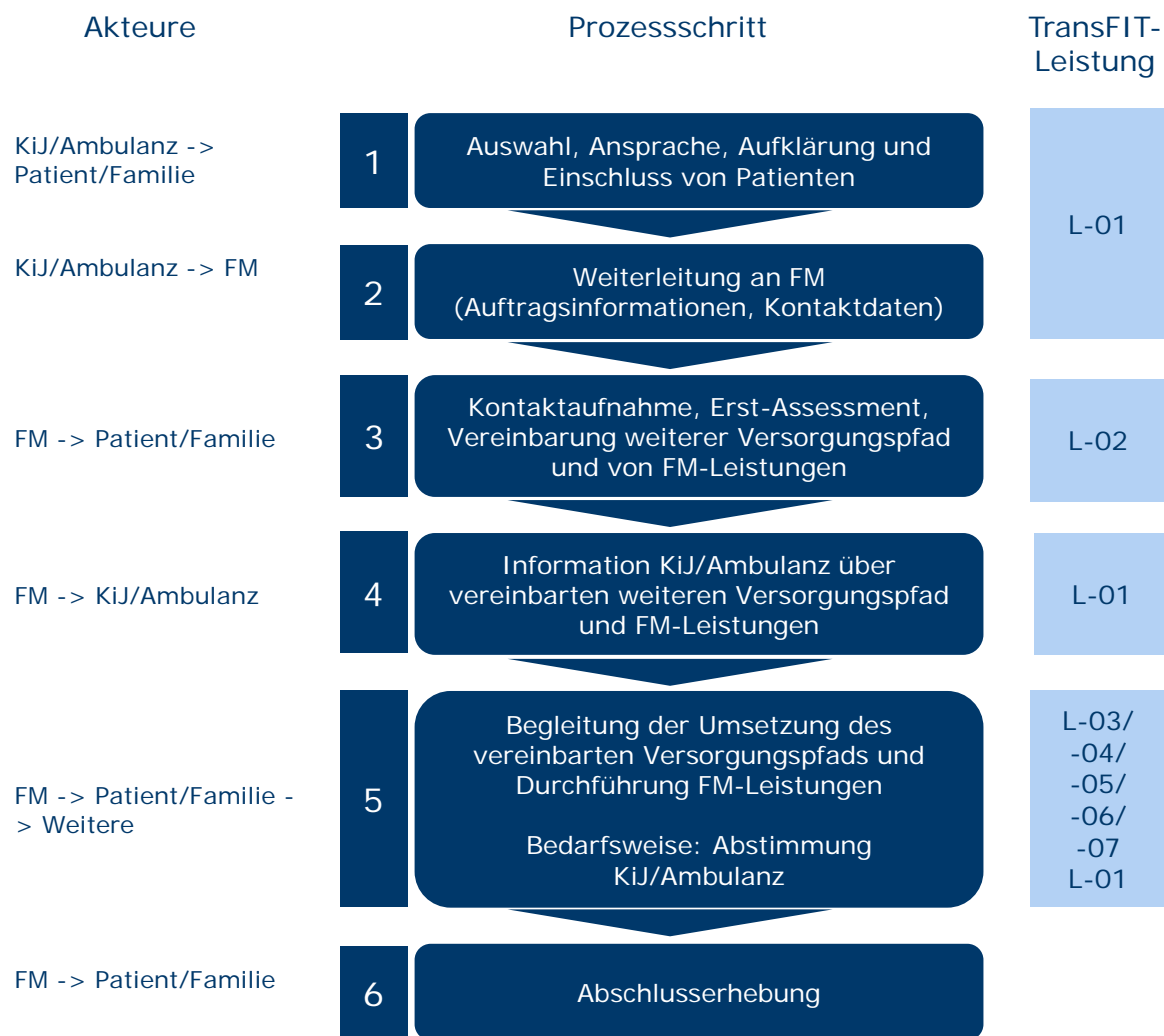 Akteure
Prozessschritt
TransFIT-
Leistung
KiJ/Ambulanz ->
Patient/Familie
1
Auswahl, Ansprache, Aufklärung und
Einschluss von Patienten
L-01
KiJ/Ambulanz -> FM
2
Weiterleitung an FM
(Auftragsinformationen, Kontaktdaten)
FM -> Patient/Familie
3
Kontaktaufnahme, Erst-Assessment,
Vereinbarung weiterer Versorgungspfad
und von FM-Leistungen
L-02
FM -> KiJ/Ambulanz
4
Information KiJ/Ambulanz über
vereinbarten weiteren Versorgungspfad
und FM-Leistungen
L-01
FM -> Patient/Familie -
> Weitere
5
Begleitung der Umsetzung des
vereinbarten Versorgungspfads und
Durchführung FM-Leistungen
Bedarfsweise: Abstimmung
KiJ/Ambulanz
L-03/
-04/
-05/
-06/
-07
L-01
FM -> Patient/Familie
6
Abschlusserhebung